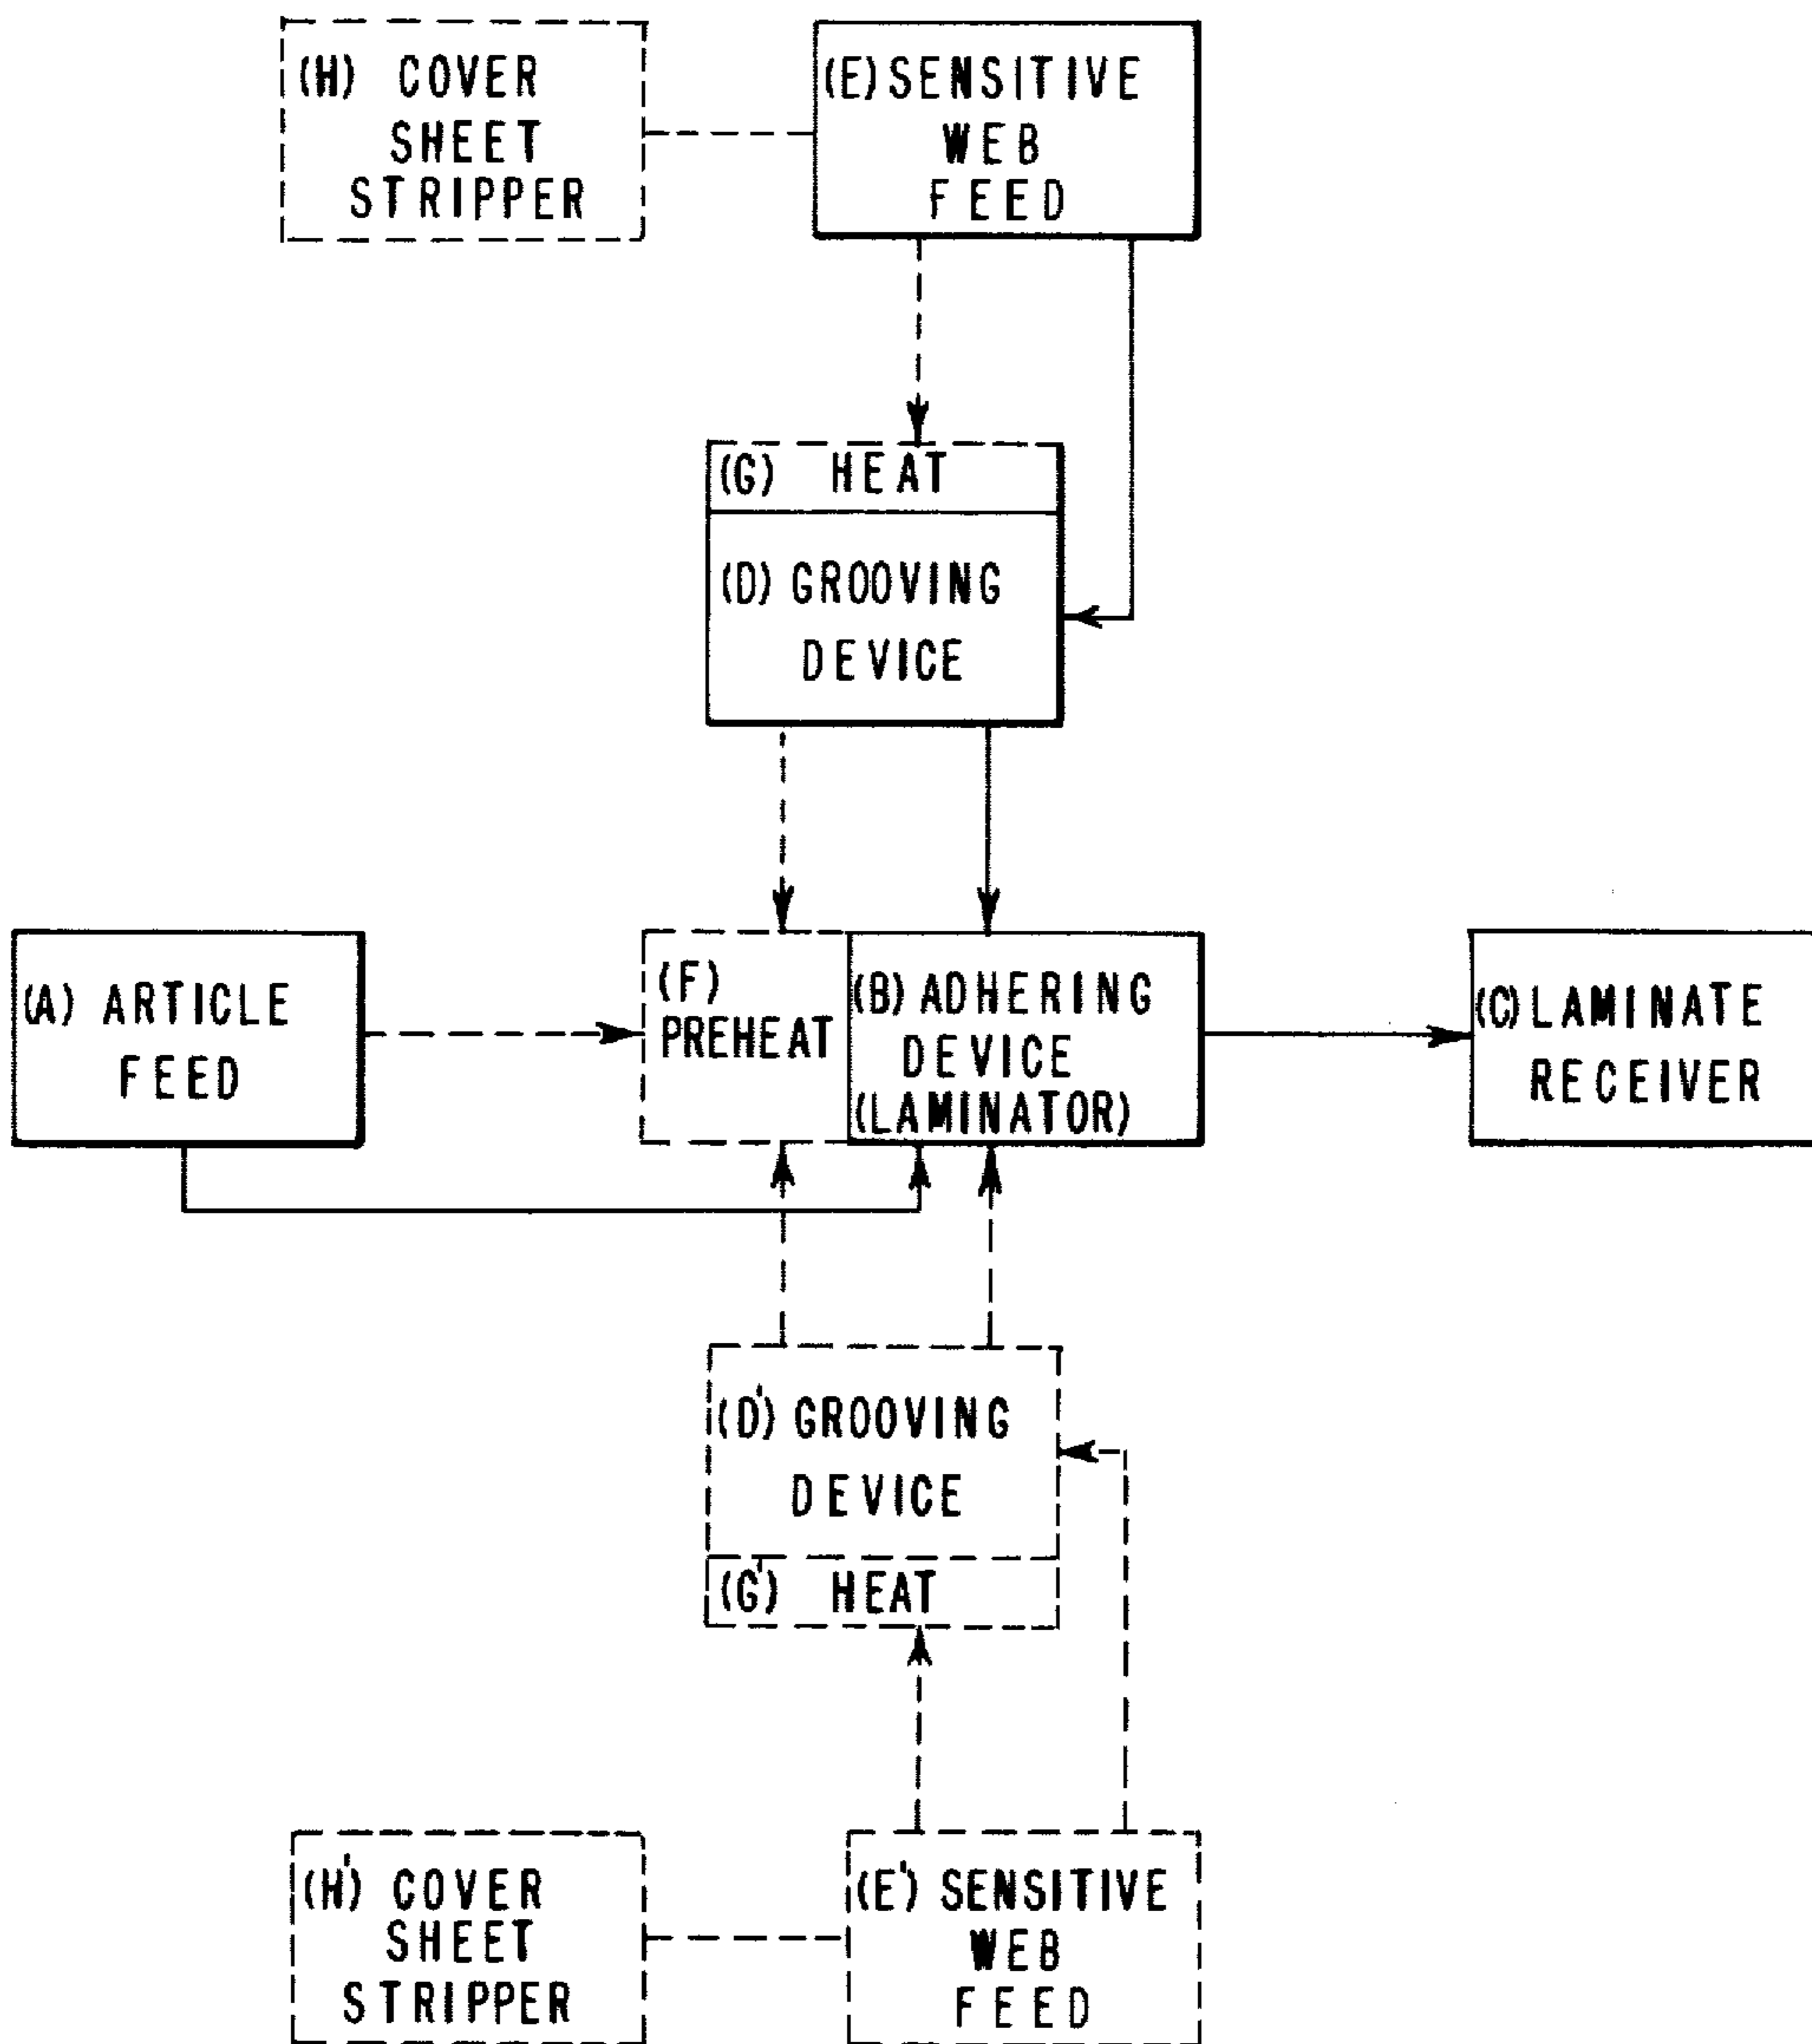 (H) COVER
SHEET
STRIPPER
(E) SENSITIVE
WEB
FEED
(G) HEAT
(D) GROOVING
DEVICE
(A) ARTICLE
FEED
(F)
PREHEAT
(B) ADHERING
DEVICE
(LAMINATOR)
(C) LAMINATE
RECEIVER
(D') GROOVING
DEVICE
(G') HEAT
(H') COVER
SHEET
STRIPPER
(E') SENSITIVE
WEB
FEED